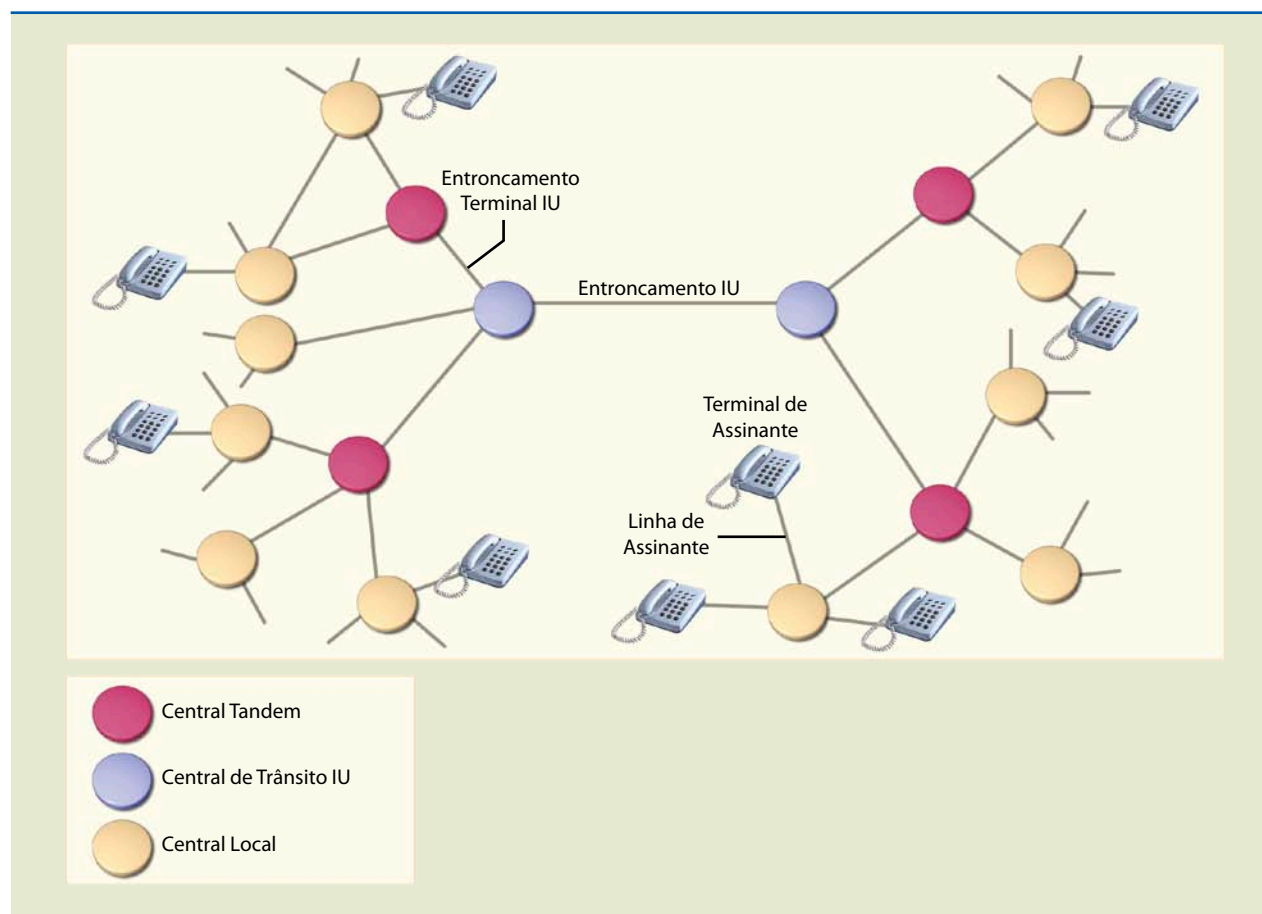 Entroncamento
Terminal IU
Entroncamento IU
Terminal de
Assinante
Linha de
Assinante
Central Tandem
Central de Trânsito IU
Central Local